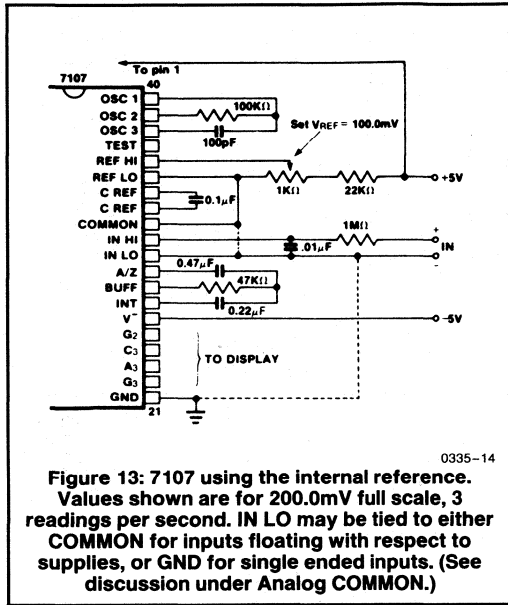 To pin 1
7107
40
OSC 1
OSC 2
OSC 3
TEST
REF HI
REF LO
C REF
C REF
COMMON
IN HI
IN LO
A/Z
BUFF
INT
V⁻
G2
C3
A3
G3
GND
21
100KΩ
100pF
Set VREF = 100.0mV
1KΩ
22KΩ
+5V
0.1μF
1MΩ
+
.01μF
IN
-
0.47μF
47KΩ
0.22μF
-5V
TO DISPLAY
0335-14
Figure 13: 7107 using the internal reference.
Values shown are for 200.0mV full scale, 3
readings per second. IN LO may be tied to either
COMMON for inputs floating with respect to
supplies, or GND for single ended inputs. (See
discussion under Analog COMMON.)